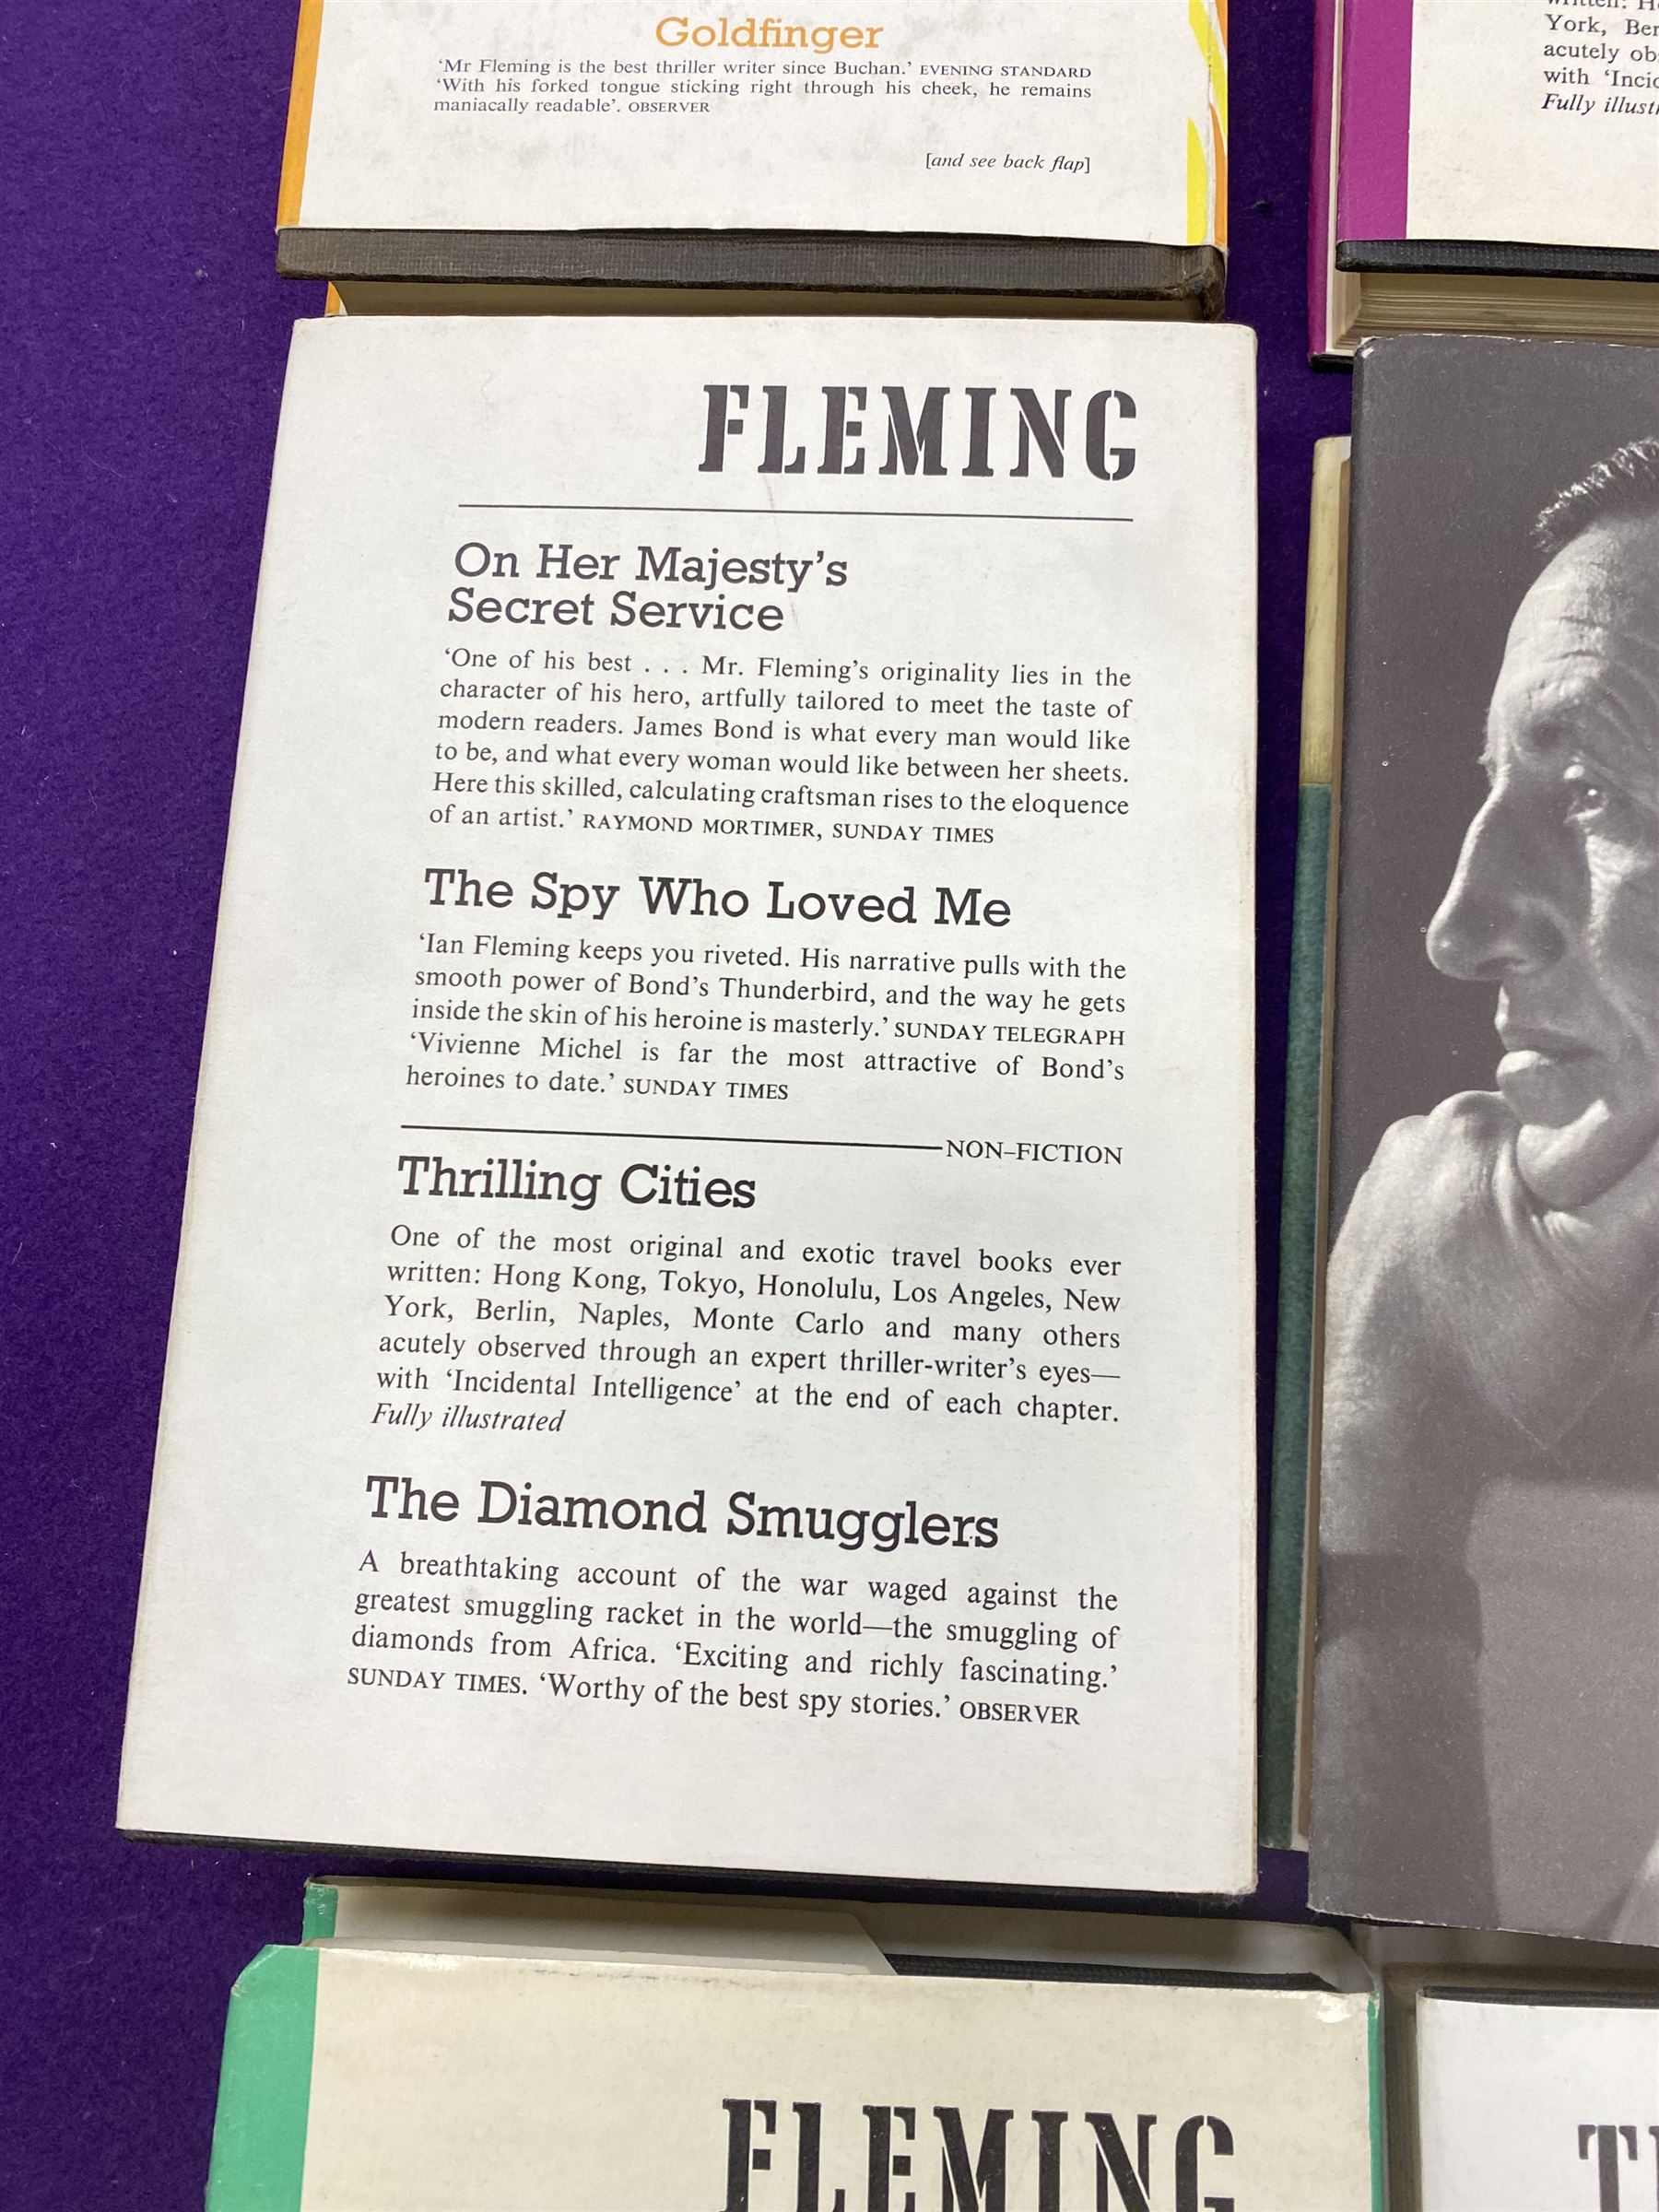 Goldfinger
‘Mr Fleming is the best thriller writer since Buchan.’ EVENING STANDARD
‘With his forked tongue sticking right through his cheek, he remains
maniacally readable’. OBSERVER
[and see back flap]
York, Ber
acutely ob
with ‘Incid
Fully illust
FLEMING
On Her Majesty’s
Secret Service
‘One of his best . . . Mr. Fleming’s originality lies in the
character of his hero, artfully tailored to meet the taste of
modern readers. James Bond is what every man would like
to be, and what every woman would like between her sheets.
Here this skilled, calculating craftsman rises to the eloquence
of an artist.’ RAYMOND MORTIMER, SUNDAY TIMES
The Spy Who Loved Me
‘Ian Fleming keeps you riveted. His narrative pulls with the
smooth power of Bond’s Thunderbird, and the way he gets
inside the skin of his heroine is masterly.’ SUNDAY TELEGRAPH
‘Vivienne Michel is far the most attractive of Bond’s
heroines to date.’ SUNDAY TIMES
NON–FICTION
Thrilling Cities
One of the most original and exotic travel books ever
written: Hong Kong, Tokyo, Honolulu, Los Angeles, New
York, Berlin, Naples, Monte Carlo and many others
acutely observed through an expert thriller-writer’s eyes—
with ‘Incidental Intelligence’ at the end of each chapter.
Fully illustrated
The Diamond Smugglers
A breathtaking account of the war waged against the
greatest smuggling racket in the world—the smuggling of
diamonds from Africa. ‘Exciting and richly fascinating.’
SUNDAY TIMES. ‘Worthy of the best spy stories.’ OBSERVER
FLEMING